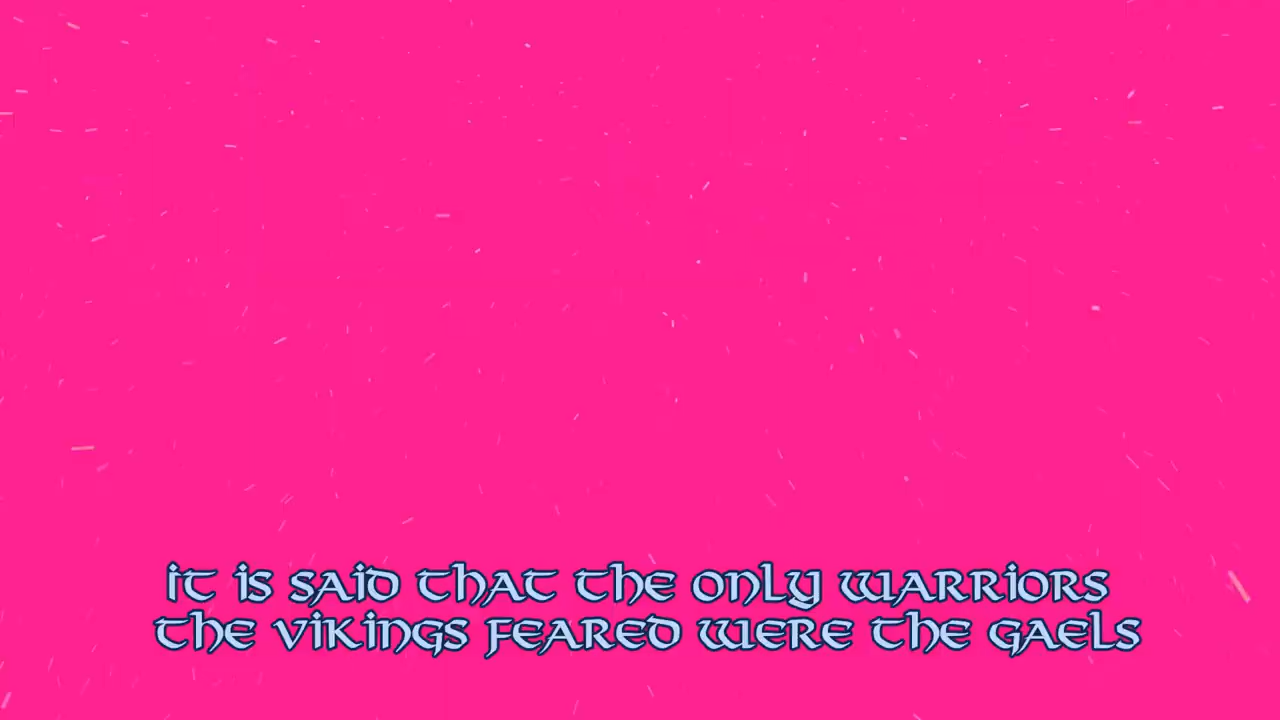 it is said that the only warriors
the vikings feared were the gaels